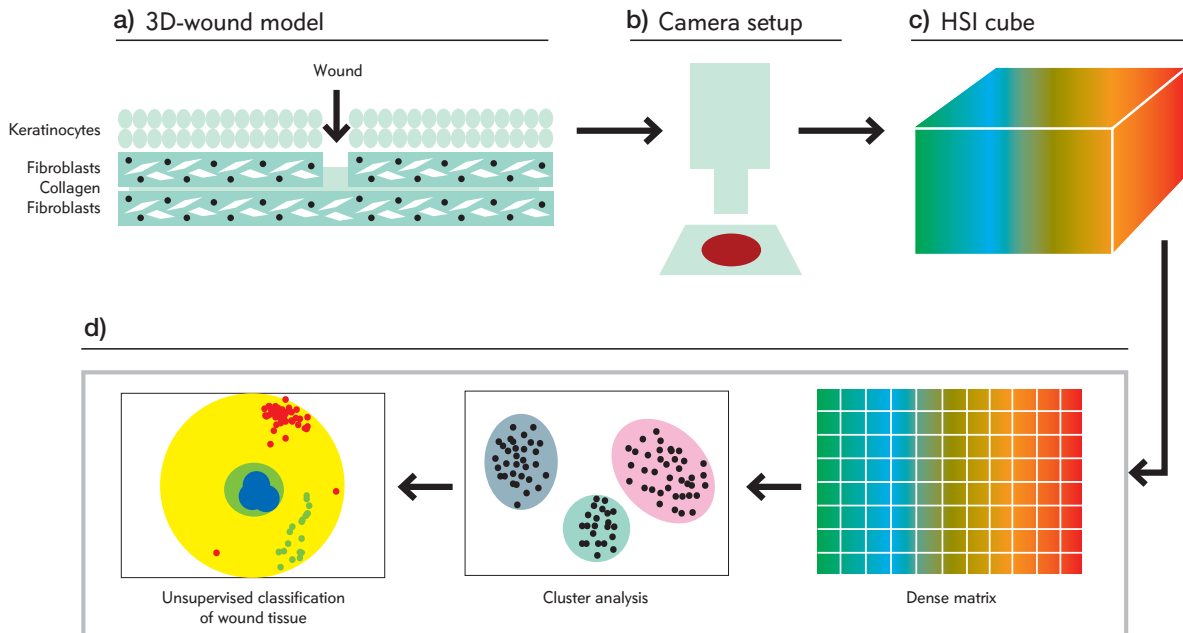 a) 3D-wound model
b) Camera setup
c) HSI cube
Wound
Keratinocytes
Fibroblasts
Collagen
Fibroblasts
d)
Unsupervised classification
of wound tissue
Cluster analysis
Dense matrix